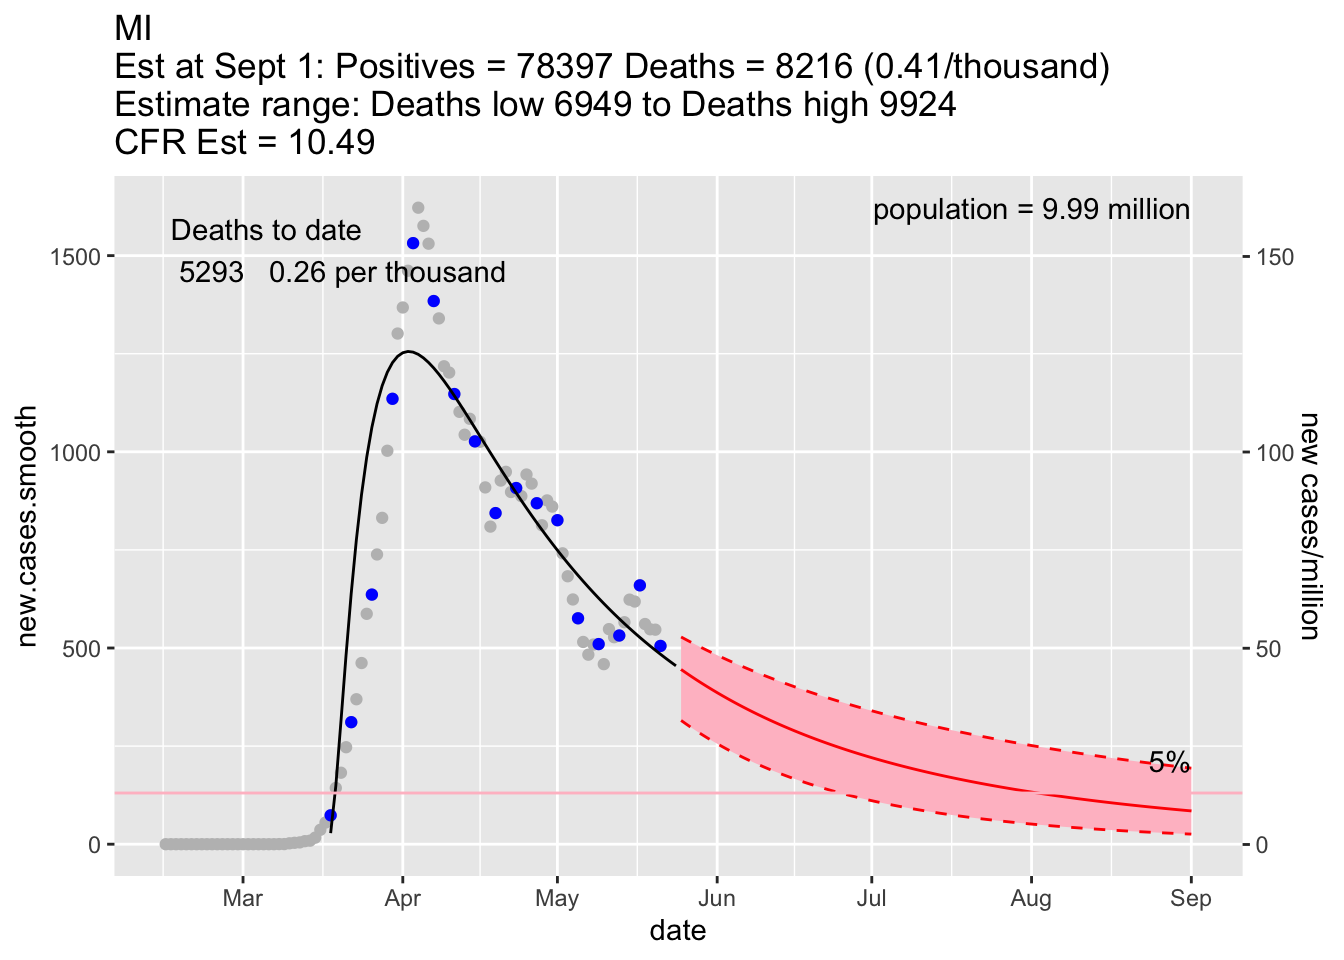 MI
Est at Sept 1: Positives = 78397 Deaths = 8216 (0.41/thousand)
Estimate range: Deaths low 6949 to Deaths high 9924
CFR Est = 10.49
population = 9.99 million
Deaths to date
5293 0.26 per thousand
1500
1000
500
0
new.cases.smooth
150
100
50
0
new cases/million
5%
Mar Apr May Jun Jul Aug Sep
date